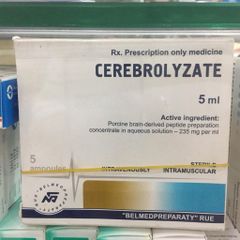 Rx. Prescription only medicine
CEREBROLYZATE
5 ml
Active ingredient:
Porcine brain-derived peptide preparation
concentrate in aqueous solution – 235 mg per ml
5
ampoules
STERILE
INTRAVENOUSLY INTRAMUSCULAR
"BELMEDPREPARATY" RUE